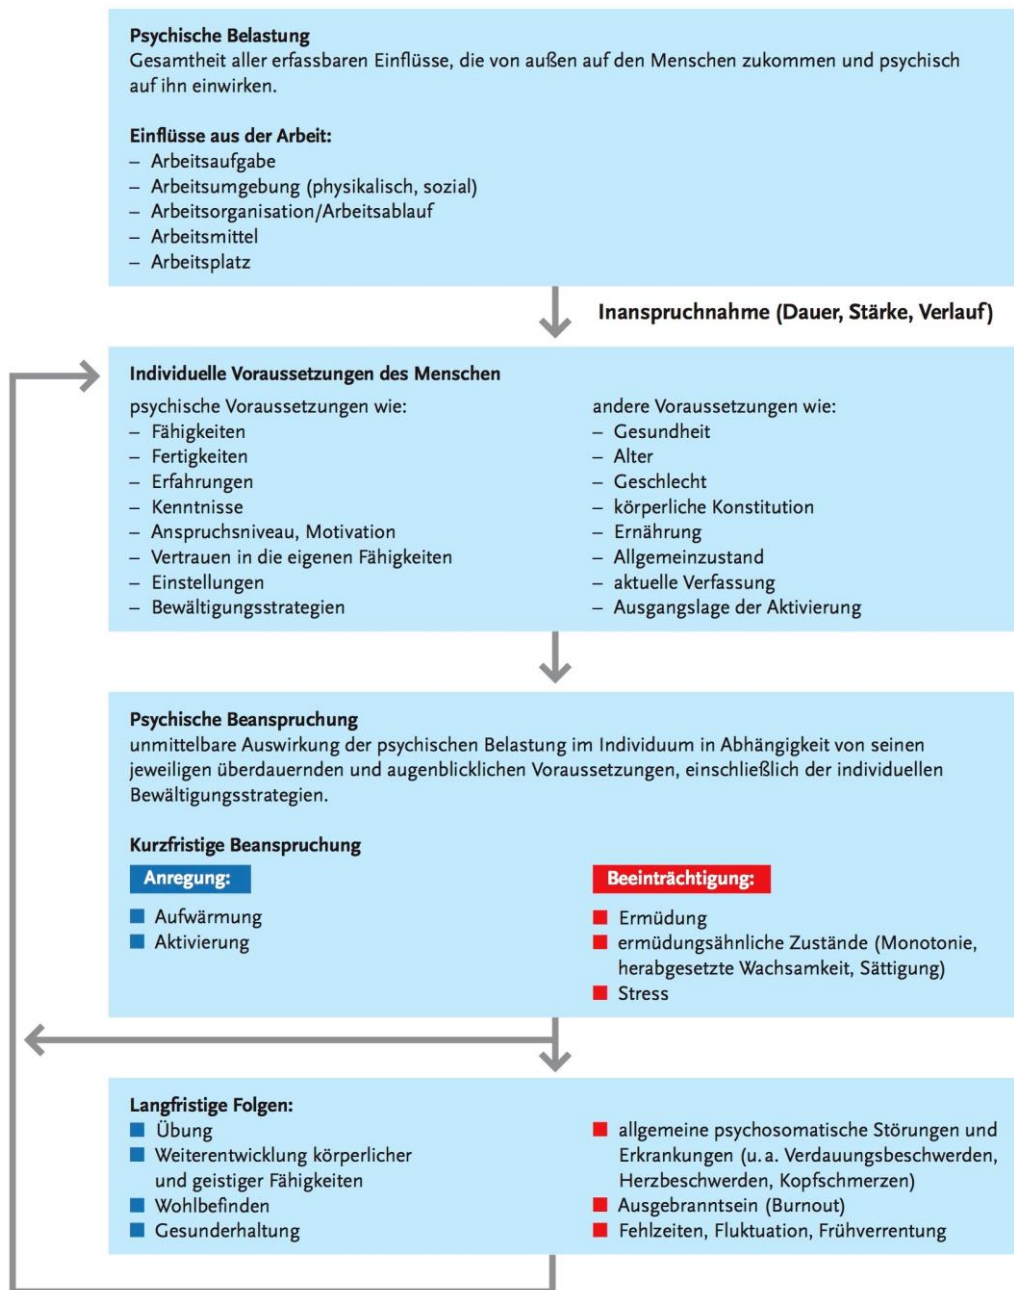 Psychische Belastung
Gesamtheit aller erfassbaren Einflüsse, die von außen auf den Menschen zukommen und psychisch
auf ihn einwirken.
Einflüsse aus der Arbeit:
– Arbeitsaufgabe
– Arbeitsumgebung (physikalisch, sozial)
– Arbeitsorganisation/Arbeitsablauf
– Arbeitsmittel
– Arbeitsplatz
Inanspruchnahme (Dauer, Stärke, Verlauf)
Individuelle Voraussetzungen des Menschen
psychische Voraussetzungen wie:
– Fähigkeiten
– Fertigkeiten
– Erfahrungen
– Kenntnisse
– Anspruchsniveau, Motivation
– Vertrauen in die eigenen Fähigkeiten
– Einstellungen
– Bewältigungsstrategien
andere Voraussetzungen wie:
– Gesundheit
– Alter
– Geschlecht
– körperliche Konstitution
– Ernährung
– Allgemeinzustand
– aktuelle Verfassung
– Ausgangslage der Aktivierung
Psychische Beanspruchung
unmittelbare Auswirkung der psychischen Belastung im Individuum in Abhängigkeit von seinen
jeweiligen überdauernden und augenblicklichen Voraussetzungen, einschließlich der individuellen
Bewältigungsstrategien.
Kurzfristige Beanspruchung
Anregung:
■ Aufwärmung
■ Aktivierung
Beeinträchtigung:
■ Ermüdung
■ ermüdungsähnliche Zustände (Monotonie,
herabgesetzte Wachsamkeit, Sättigung)
■ Stress
Langfristige Folgen:
■ Übung
■ Weiterentwicklung körperlicher
und geistiger Fähigkeiten
■ Wohlbefinden
■ Gesunderhaltung
■ allgemeine psychosomatische Störungen und
Erkrankungen (u. a. Verdauungsbeschwerden,
Herzbeschwerden, Kopfschmerzen)
■ Ausgebranntsein (Burnout)
■ Fehlzeiten, Fluktuation, Frühverrentung